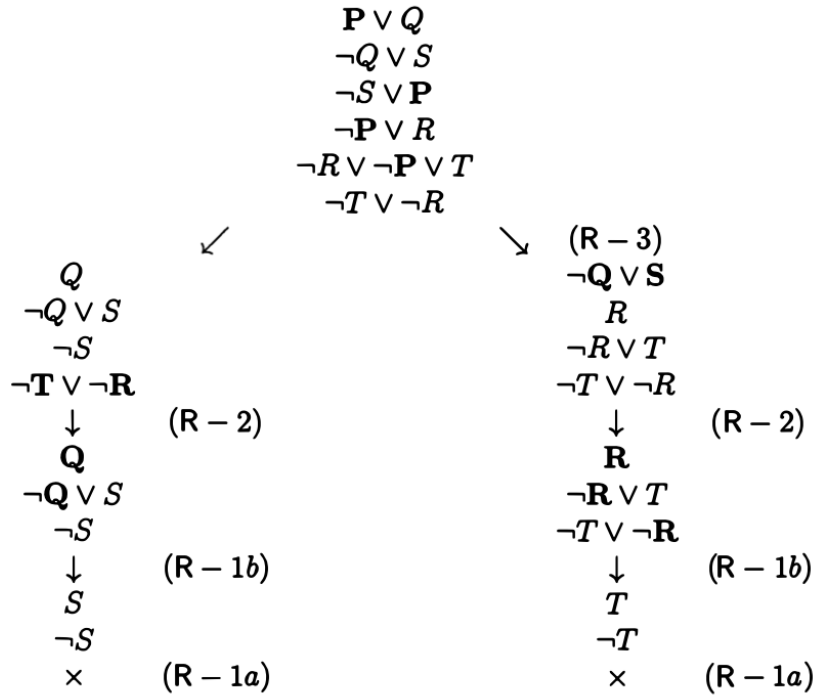 P ∨ Q
¬Q ∨ S
¬S ∨ P
¬P ∨ R
¬R ∨ ¬P ∨ T
¬T ∨ ¬R
↙ ↘ (R − 3)
Q
¬Q ∨ S
¬S
¬T ∨ ¬R
↓ (R − 2)
Q
¬Q ∨ S
¬S
↓ (R − 1b)
S
¬S
× (R − 1a)
¬Q ∨ S
R
¬R ∨ T
¬T ∨ ¬R
↓ (R − 2)
R
¬R ∨ T
¬T ∨ ¬R
↓ (R − 1b)
T
¬T
× (R − 1a)